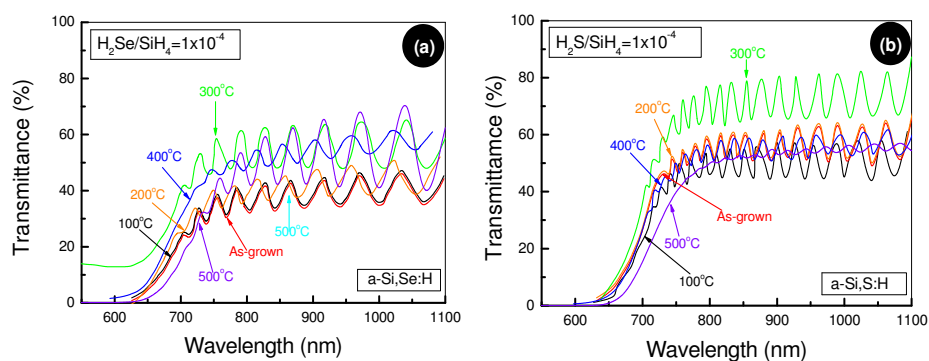 H₂Se/SiH₄=1x10⁻⁴
(a)
100
80
60
40
20
0
Transmittance (%)
300°C
400°C
200°C
100°C
500°C
As-grown
500°C
a-Si,Se:H
600 700 800 900 1000 1100
Wavelength (nm)
H₂S/SiH₄=1x10⁻⁴
(b)
100
80
60
40
20
0
Transmittance (%)
300°C
200°C
400°C
As-grown
500°C
100°C
a-Si,S:H
600 700 800 900 1000 1100
Wavelength (nm)